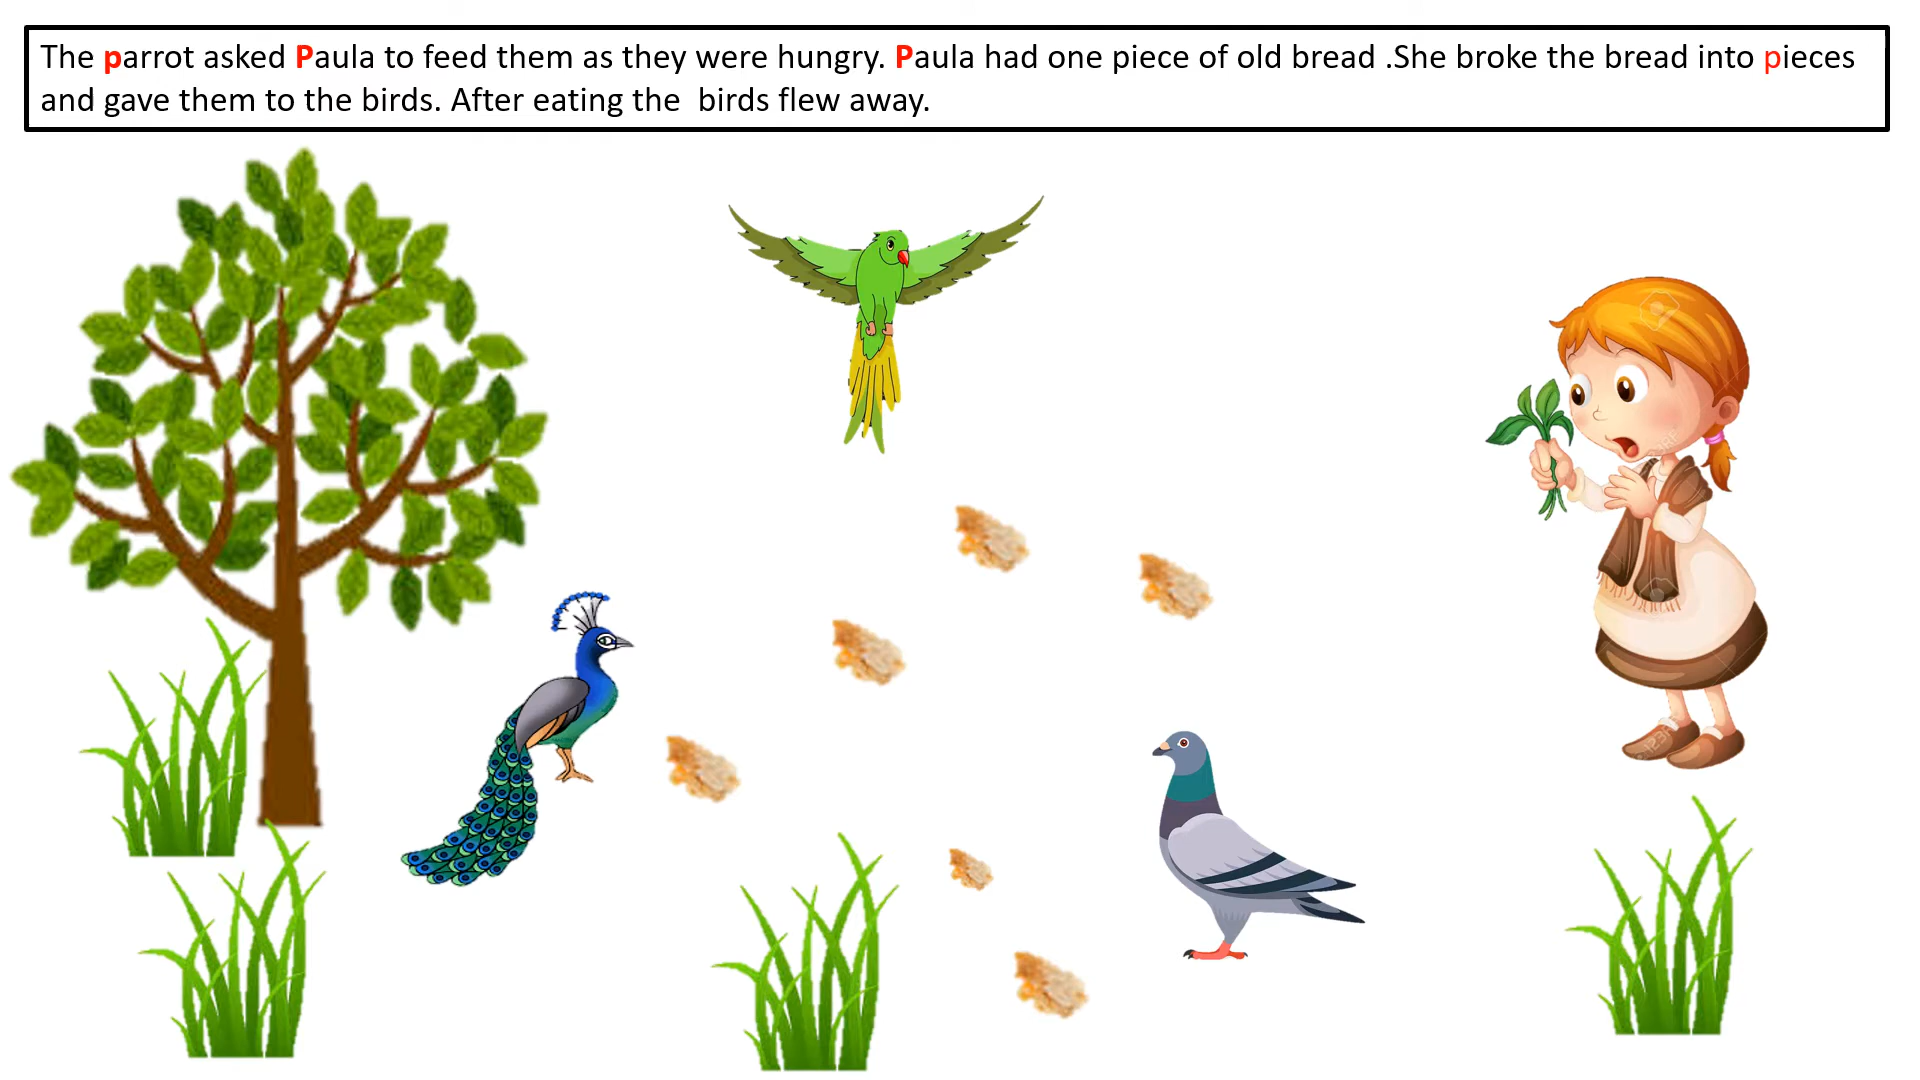 The parrot asked Paula to feed them as they were hungry. Paula had one piece of old bread .She broke the bread into pieces
and gave them to the birds. After eating the  birds flew away.